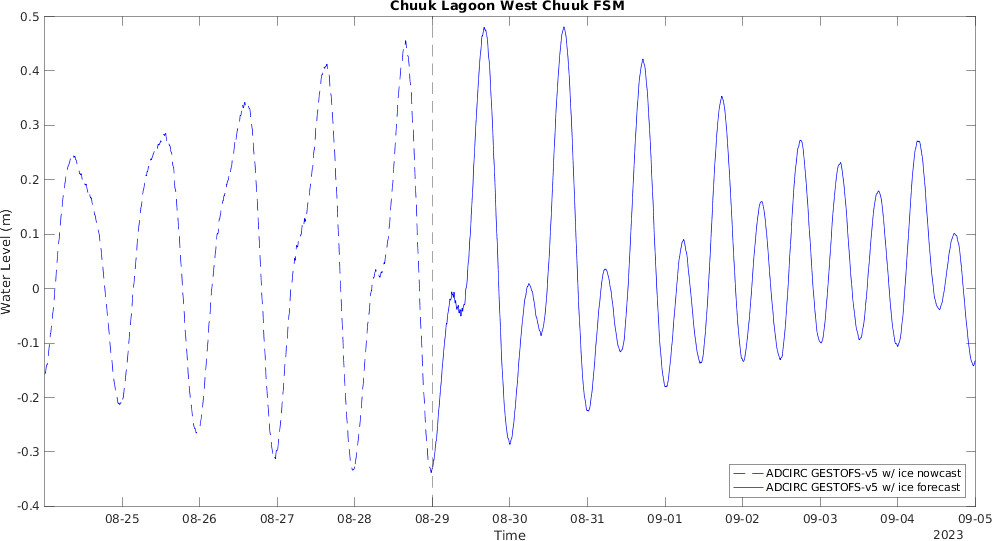 Chuuk Lagoon West Chuuk FSM
0.5
0.4
0.3
0.2
0.1
0
-0.1
-0.2
-0.3
-0.4
Water Level (m)
ADCIRC GESTOFS-v5 w/ ice nowcast
ADCIRC GESTOFS-v5 w/ ice forecast
08-25 08-26 08-27 08-28 08-29 08-30 08-31 09-01 09-02 09-03 09-04 09-05
Time
2023